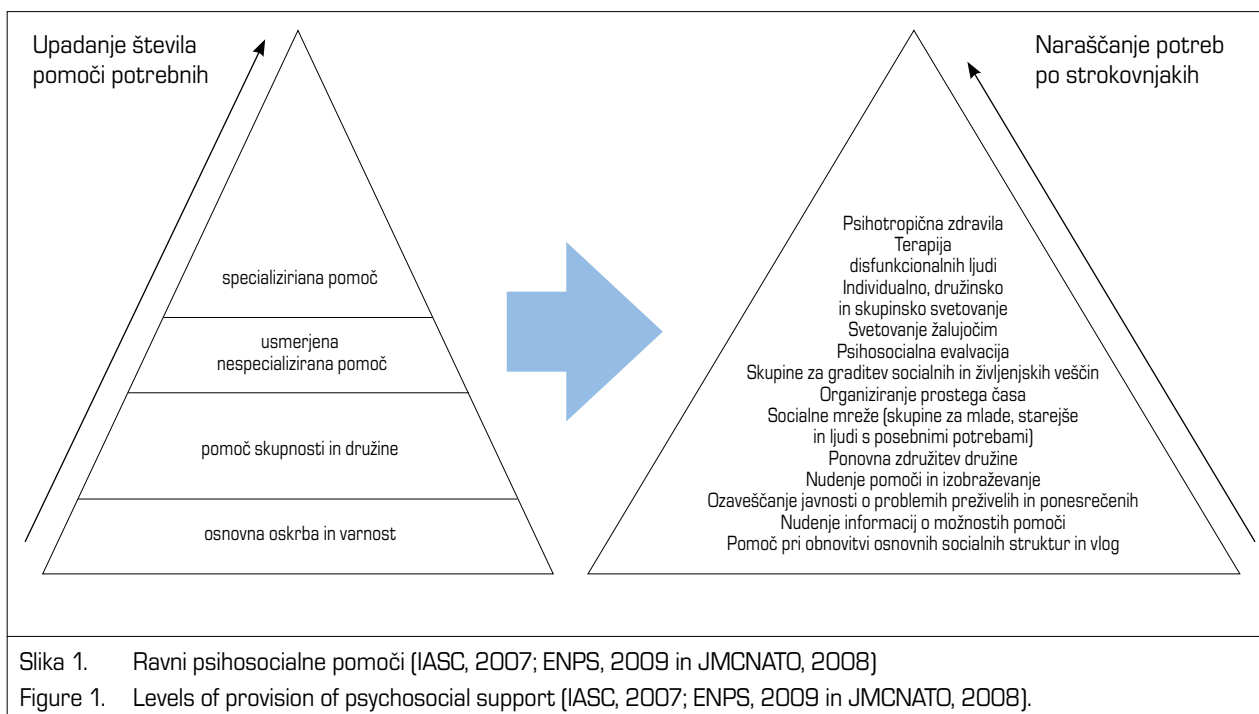 Upadanje števila
pomoči potrebnih
specializiriana pomoč
usmerjena
nespecializirana pomoč
pomoč skupnosti in družine
osnovna oskrba in varnost
Naraščanje potreb
po strokovnjakih
Psihotropična zdravila
Terapija
disfunkcionalnih ljudi
Individualno, družinsko
in skupinsko svetovanje
Svetovanje žalujočim
Psihosocialna evalvacija
Skupine za graditev socialnih in življenjskih veščin
Organiziranje prostega časa
Socialne mreže (skupine za mlade, starejše
in ljudi s posebnimi potrebami)
Ponovna združitev družine
Nudenje pomoči in izobraževanje
Ozaveščanje javnosti o problemih preživelih in ponesrečenih
Nudenje informacij o možnostih pomoči
Pomoč pri obnovitvi osnovnih socialnih struktur in vlog
Slika 1. Ravni psihosocialne pomoči (IASC, 2007; ENPS, 2009 in JMCNATO, 2008)
Figure 1. Levels of provision of psychosocial support (IASC, 2007; ENPS, 2009 in JMCNATO, 2008).